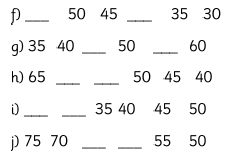 f) ___ 50 45 ___ 35 30
g) 35 40 ___ 50 ___ 60
h) 65 ___ ___ 50 45 40
i) ___ ___ 35 40 45 50
j) 75 70 ___ ___ 55 50